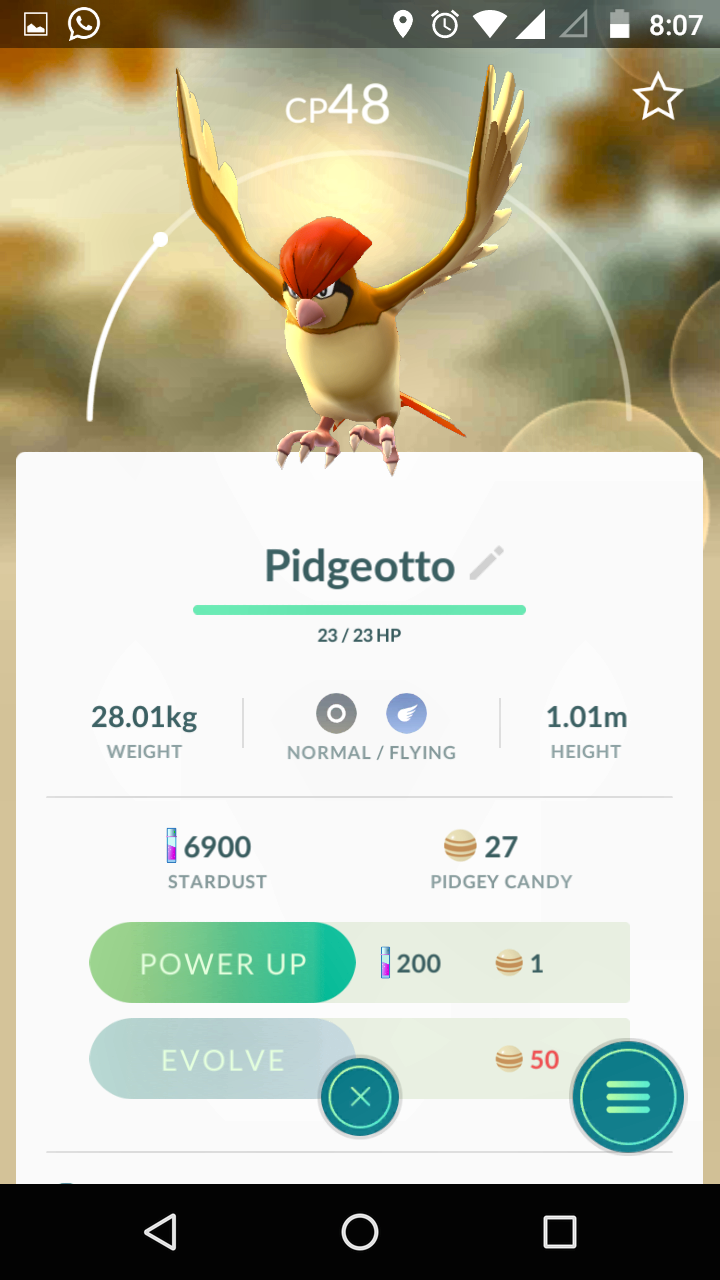 8:07
CP48
Pidgeotto
23 / 23 HP
28.01kg
WEIGHT
NORMAL / FLYING
1.01m
HEIGHT
6900
STARDUST
27
PIDGEY CANDY
POWER UP 200 1
EVOLVE 50